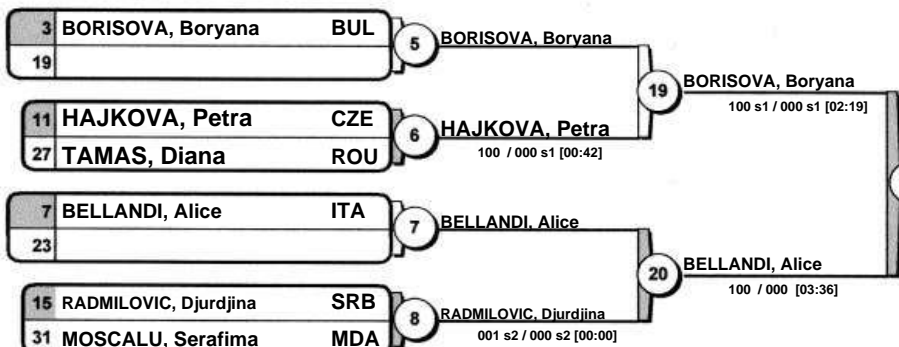 3 BORISOVA, Boryana BUL
19
5
BORISOVA, Boryana
11 HAJKOVA, Petra CZE
27 TAMAS, Diana ROU
6
HAJKOVA, Petra
100 / 000 s1 [00:42]
19
BORISOVA, Boryana
100 s1 / 000 s1 [02:19]
7 BELLANDI, Alice ITA
23
7
BELLANDI, Alice
15 RADMILOVIC, Djurdjina SRB
31 MOSCALU, Serafima MDA
8
RADMILOVIC, Djurdjina
001 s2 / 000 s2 [00:00]
20
BELLANDI, Alice
100 / 000 [03:36]